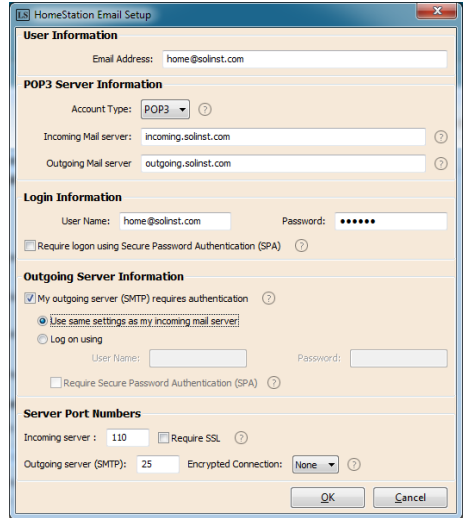 LS HomeStation Email Setup
User Information
Email Address: home@solinst.com
POP3 Server Information
Account Type: POP3 ?
Incoming Mail server: incoming.solinst.com ?
Outgoing Mail server outgoing.solinst.com ?
Login Information
User Name: home@solinst.com Password: ••••••
Require logon using Secure Password Authentication (SPA) ?
Outgoing Server Information
My outgoing server (SMTP) requires authentication ?
Use same settings as my incoming mail server
Log on using
User Name: Password:
Require Secure Password Authentication (SPA) ?
Server Port Numbers
Incoming server : 110 Require SSL ?
Outgoing server (SMTP): 25 Encrypted Connection: None ?
OK Cancel